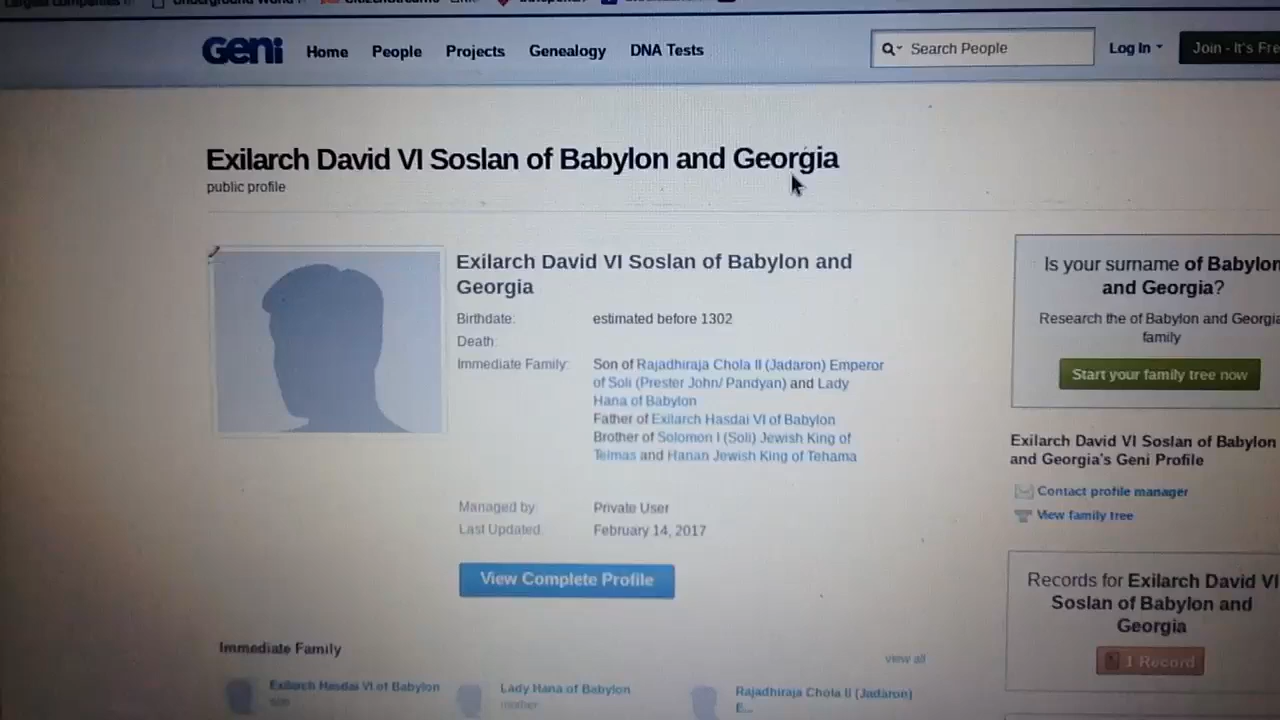 Geni Home People Projects Genealogy DNA Tests Search People Log In Join - It's Fre
Exilarch David VI Soslan of Babylon and Georgia
public profile
Exilarch David VI Soslan of Babylon and
Georgia
Birthdate: estimated before 1302
Death:
Immediate Family: Son of Rajadhiraja Chola II (Jadaron) Emperor
of Soli (Prester John/ Pandyan) and Lady
Hana of Babylon
Father of Exilarch Hasdai VI of Babylon
Brother of Solomon I (Soli) Jewish King of
Telmas and Hanan Jewish King of Tehama
Managed by: Private User
Last Updated: February 14, 2017
View Complete Profile
Immediate Family
view all
Exilarch Hasdai VI of Babylon
son
Lady Hana of Babylon
mother
Rajadhiraja Chola II (Jadaron)
E...
Is your surname of Babylon
and Georgia?
Research the of Babylon and Georgia
family
Start your family tree now
Exilarch David VI Soslan of Babylon
and Georgia's Geni Profile
Contact profile manager
View family tree
Records for Exilarch David VI
Soslan of Babylon and
Georgia
1 Record